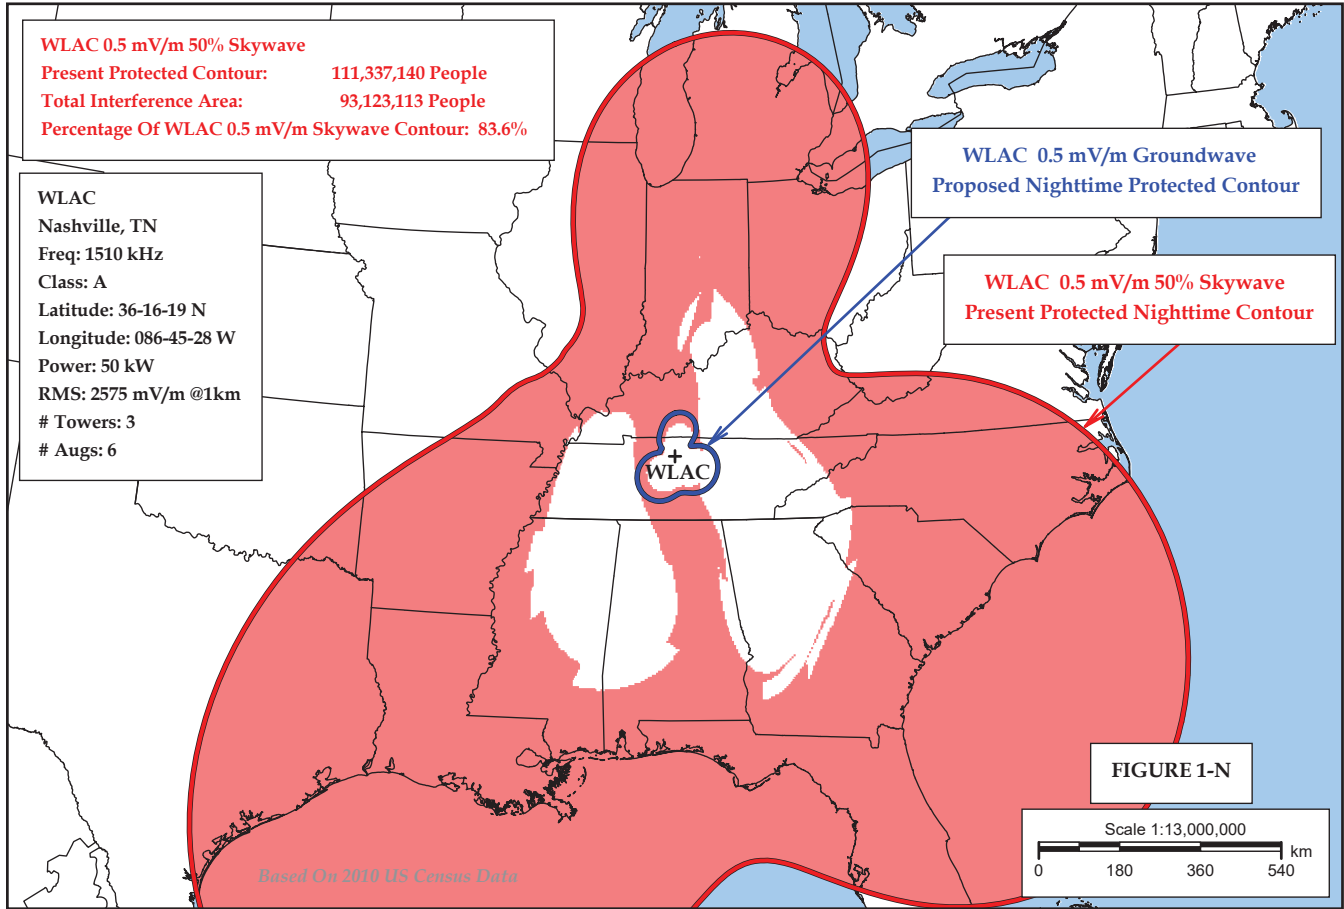 WLAC 0.5 mV/m 50% Skywave
Present Protected Contour: 111,337,140 People
Total Interference Area: 93,123,113 People
Percentage Of WLAC 0.5 mV/m Skywave Contour: 83.6%
WLAC
Nashville, TN
Freq: 1510 kHz
Class: A
Latitude: 36-16-19 N
Longitude: 086-45-28 W
Power: 50 kW
RMS: 2575 mV/m @1km
# Towers: 3
# Augs: 6
WLAC 0.5 mV/m Groundwave
Proposed Nighttime Protected Contour
WLAC 0.5 mV/m 50% Skywave
Present Protected Nighttime Contour
WLAC
FIGURE 1-N
Scale 1:13,000,000
km
0 180 360 540
Based On 2010 US Census Data